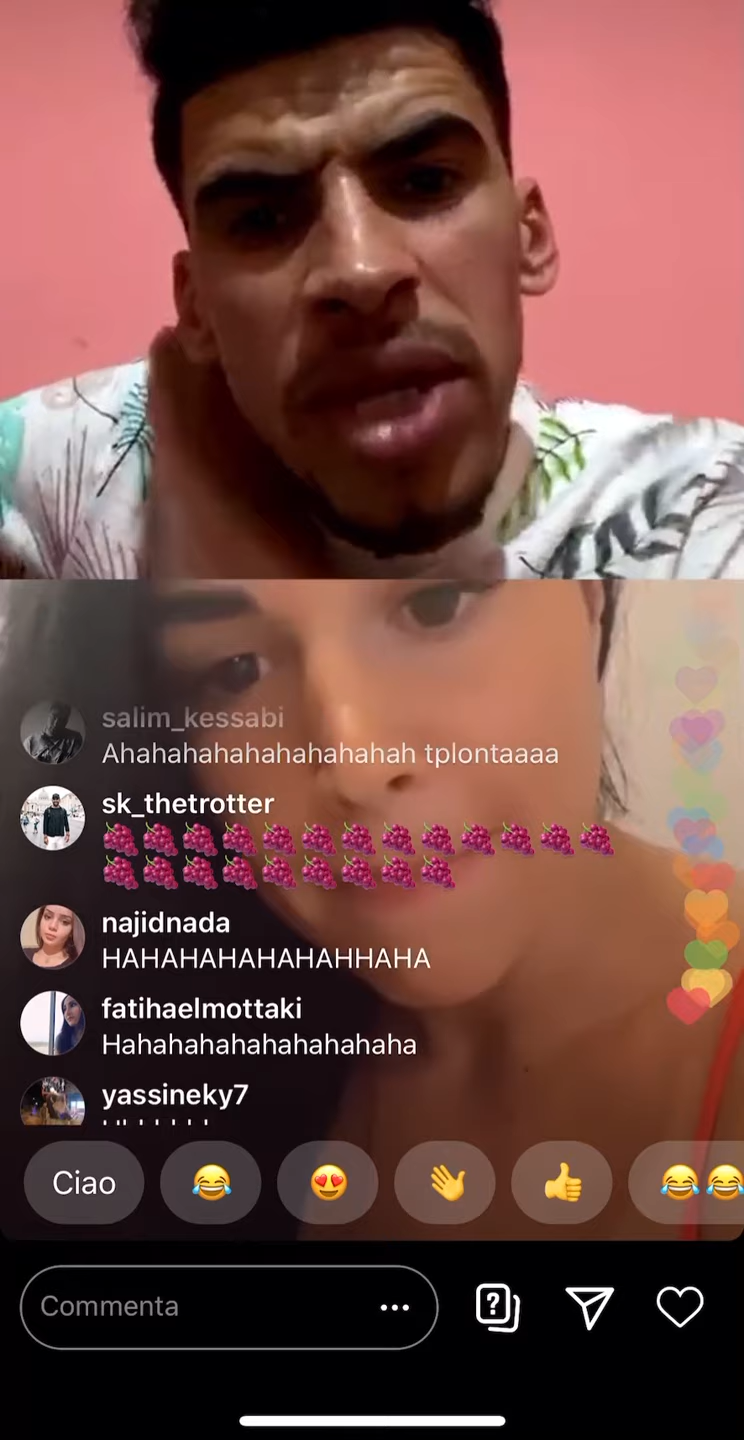 salim_kessabi
Ahahahahahahahahahah tplontaaaa
sk_thetrotter
🍇🍇🍇🍇🍇🍇🍇🍇🍇🍇🍇🍇🍇
🍇🍇🍇🍇🍇🍇🍇🍇🍇
najidnada
HAHAHAHAHAHAHHAHA
fatihaelmottaki
Hahahahahahahahahaha
yassineky7
Ciao
Commenta